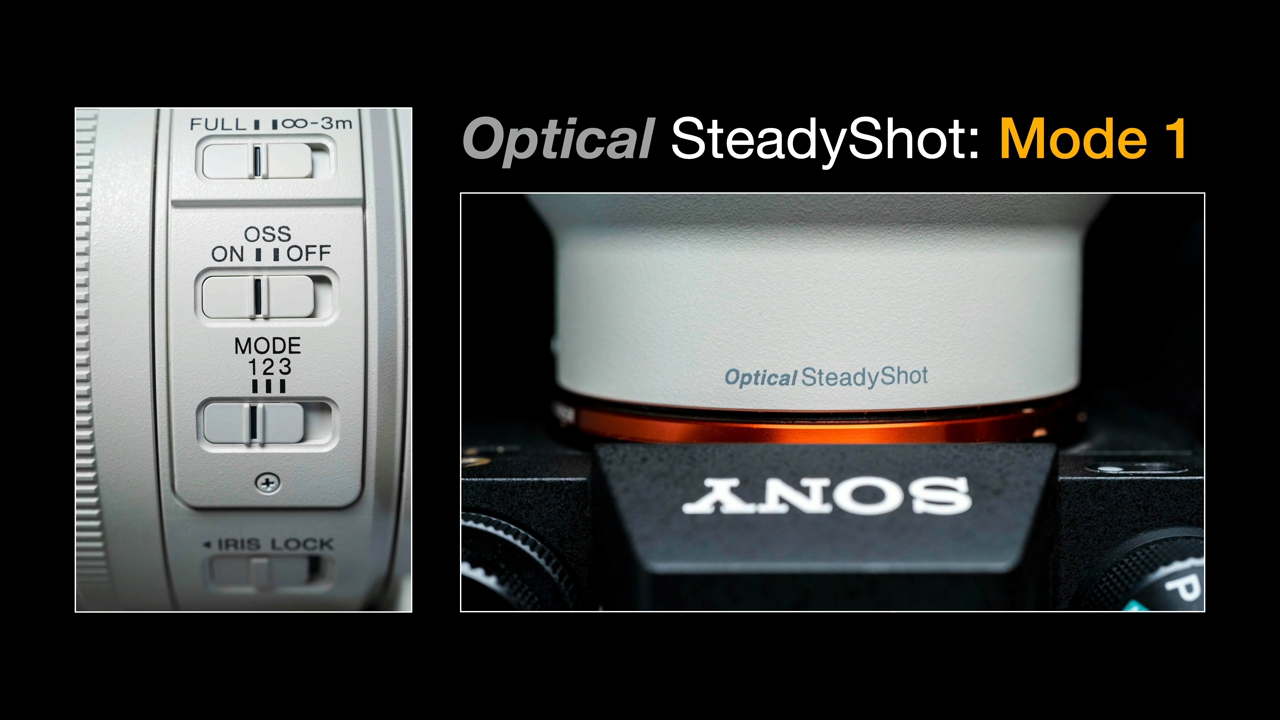 FULL ∞-3m
OSS
ON OFF
MODE
1 2 3
◄ IRIS LOCK
Optical SteadyShot: Mode 1
Optical SteadyShot
SONY
P